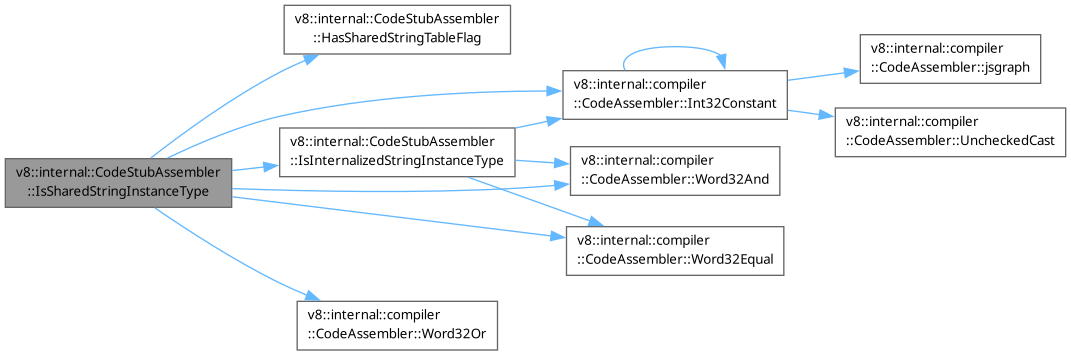 v8::internal::CodeStubAssembler
::IsSharedStringInstanceType
v8::internal::CodeStubAssembler
::HasSharedStringTableFlag
v8::internal::CodeStubAssembler
::IsInternalizedStringInstanceType
v8::internal::compiler
::CodeAssembler::Word32Or
v8::internal::compiler
::CodeAssembler::Int32Constant
v8::internal::compiler
::CodeAssembler::Word32And
v8::internal::compiler
::CodeAssembler::Word32Equal
v8::internal::compiler
::CodeAssembler::jsgraph
v8::internal::compiler
::CodeAssembler::UncheckedCast